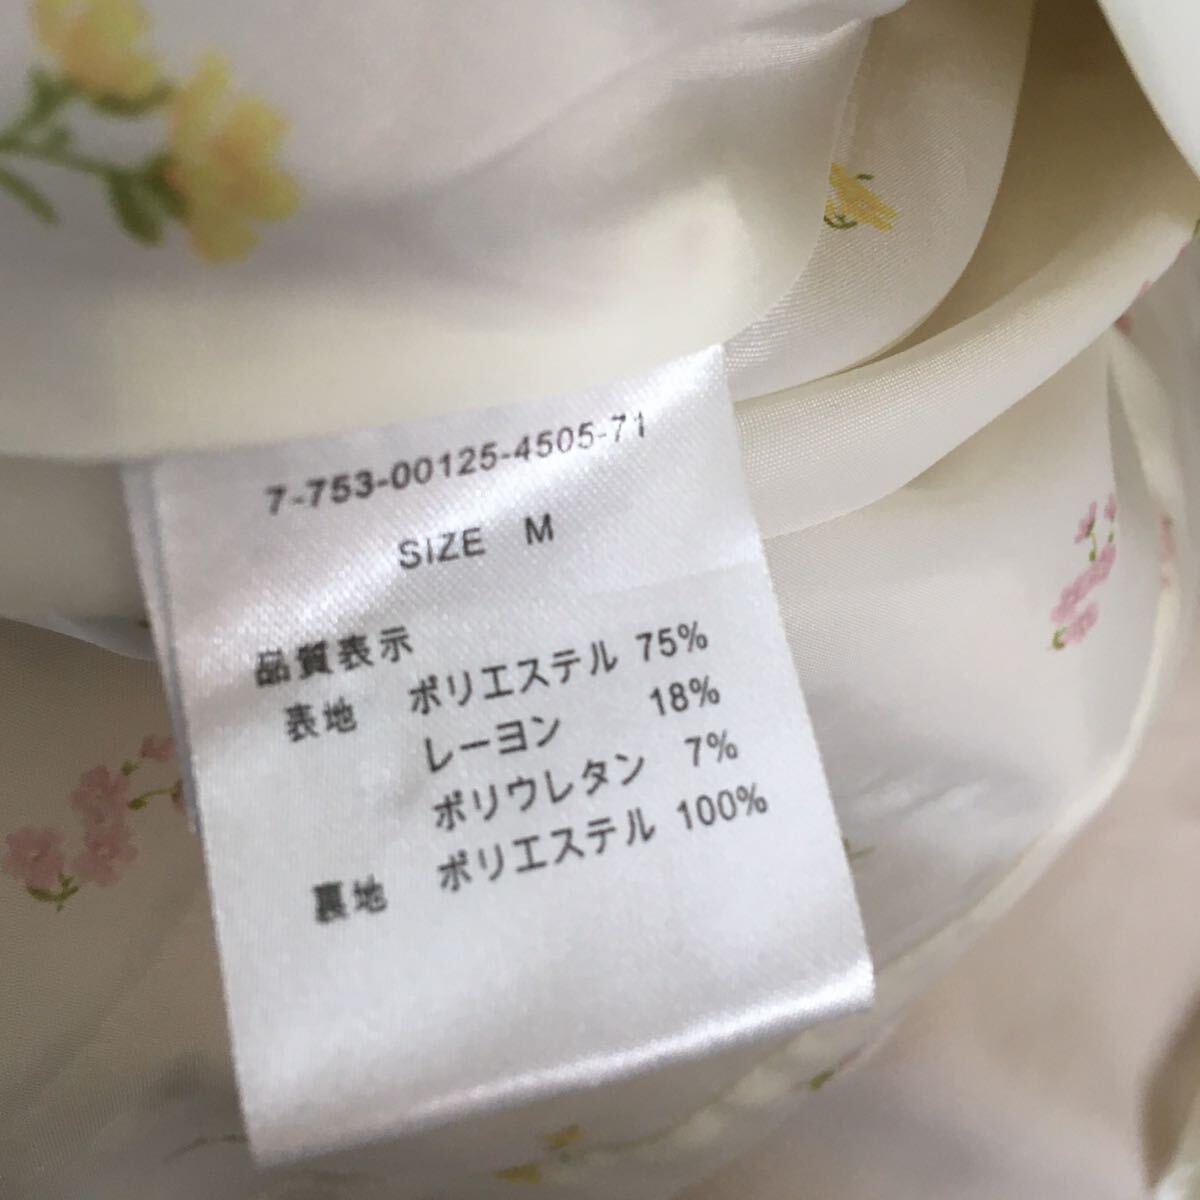 7-753-00125-4505-71
SIZE M
品質表示
表地 ポリエステル 75%
レーヨン 18%
ポリウレタン 7%
裏地 ポリエステル 100%